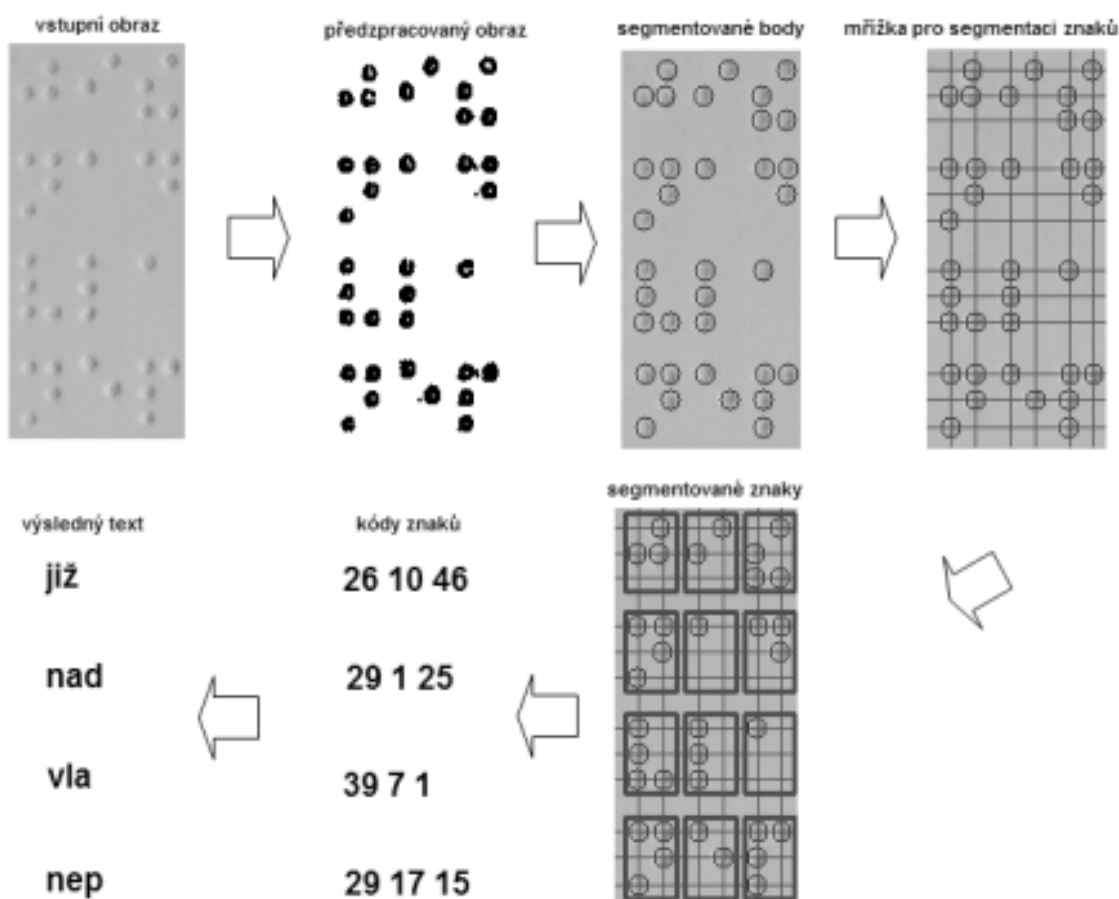 vstupní obraz
předzpracovaný obraz
segmentované body
mřížka pro segmentaci znaků
segmentované znaky
výsledný text
kódy znaků
již
26 10 46
nad
29 1 25
vla
39 7 1
nep
29 17 15